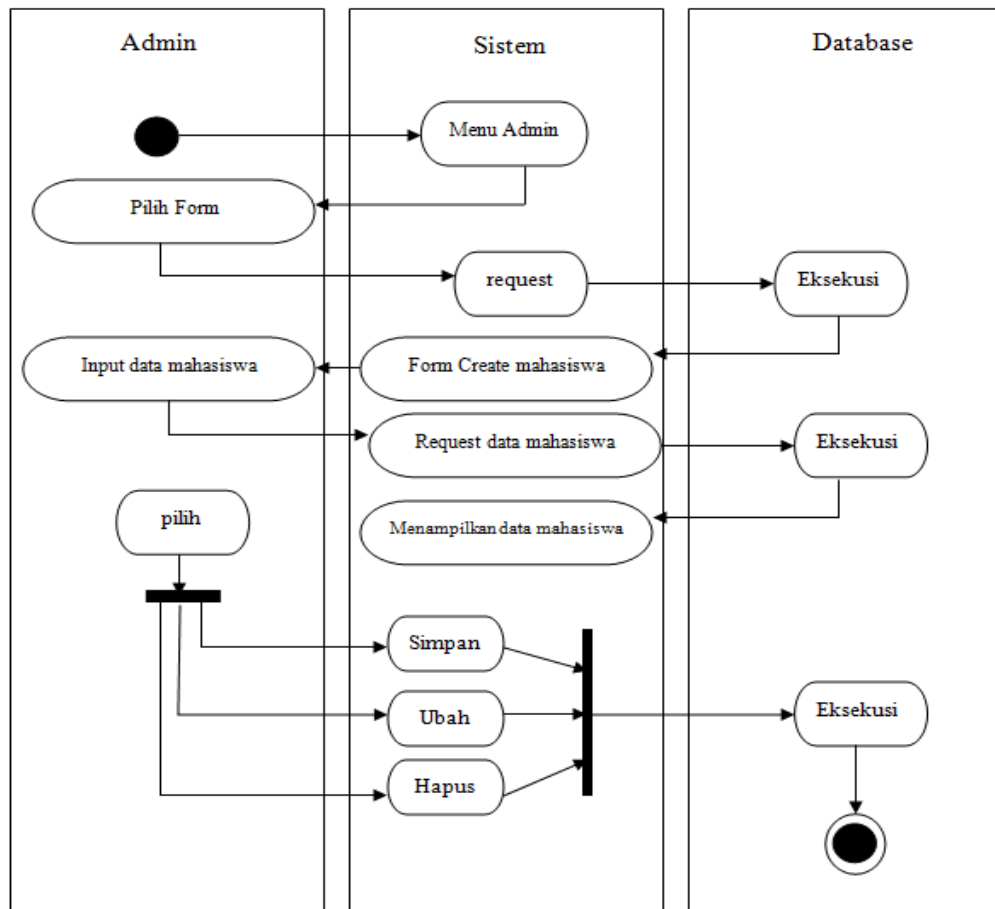 Admin
Sistem
Database
Menu Admin
Pilih Form
request
Eksekusi
Input data mahasiswa
Form Create mahasiswa
Request data mahasiswa
Eksekusi
pilih
Menampilkan data mahasiswa
Simpan
Ubah
Eksekusi
Hapus